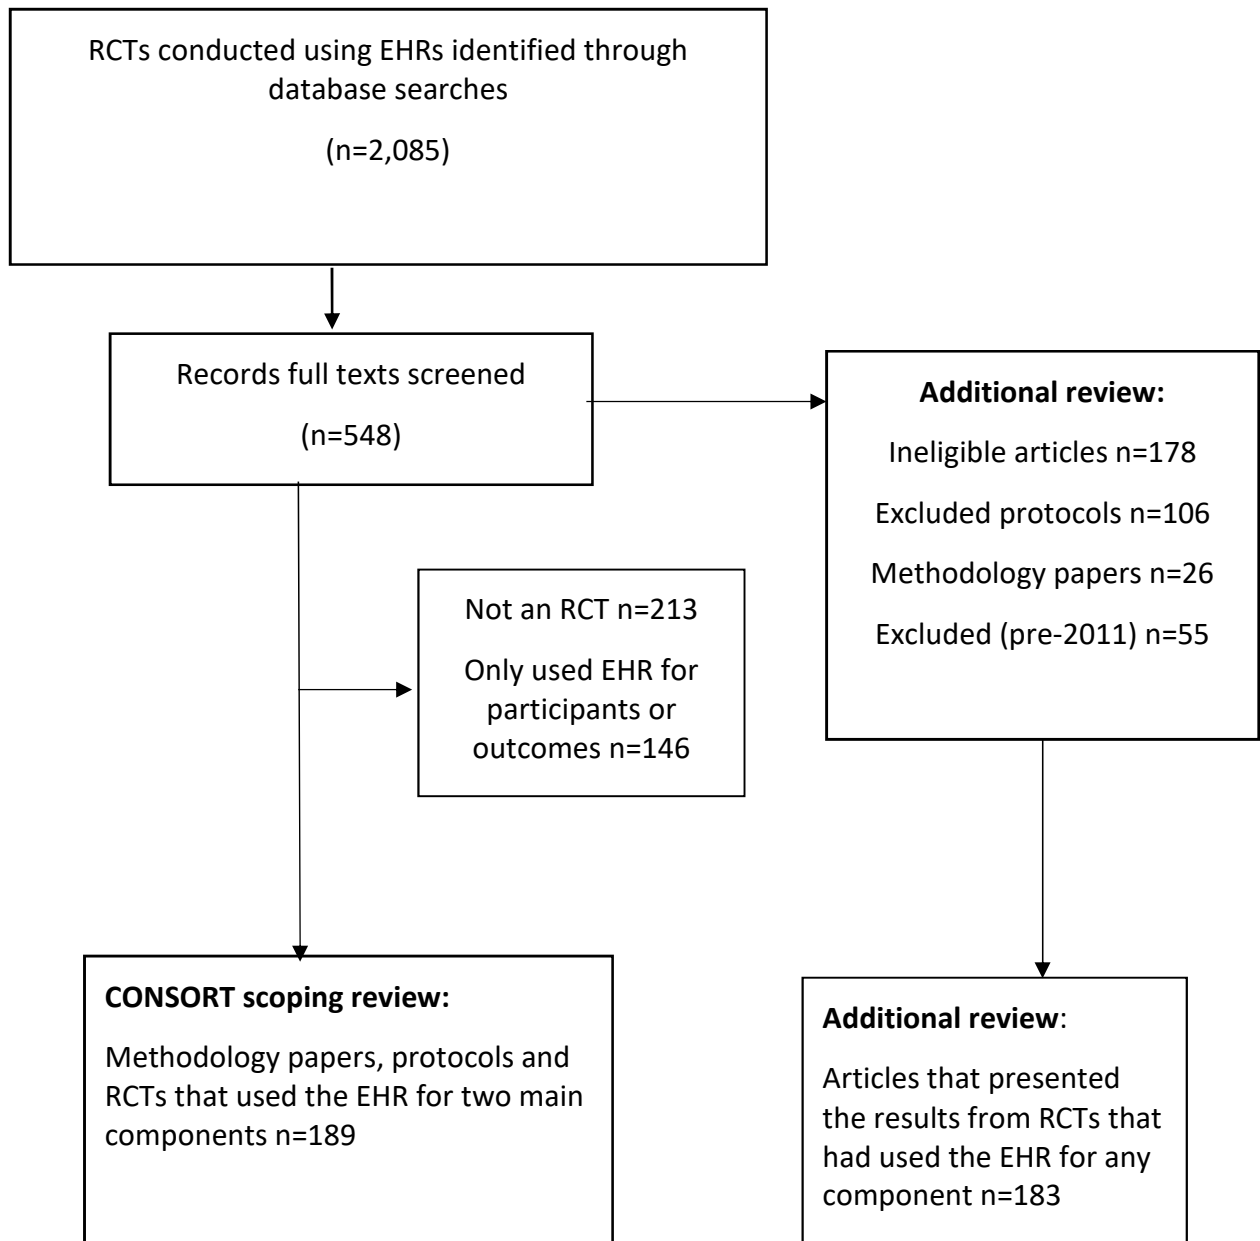 RCTs conducted using EHRs identified through
database searches
(n=2,085)
Records full texts screened
(n=548)
Additional review:
Ineligible articles n=178
Excluded protocols n=106
Methodology papers n=26
Excluded (pre-2011) n=55
Not an RCT n=213
Only used EHR for
participants or
outcomes n=146
CONSORT scoping review:
Methodology papers, protocols and
RCTs that used the EHR for two main
components n=189
Additional review:
Articles that presented
the results from RCTs that
had used the EHR for any
component n=183